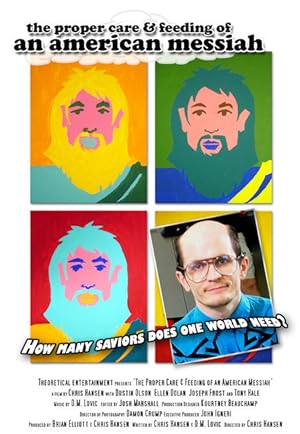 the proper care & feeding of
an american messiah
How many saviors does one world need?
Theoretical Entertainment presents "The Proper Care & Feeding of an American Messiah"
a film by Chris Hansen with Dustin Olson Ellen Dolan Joseph Frost and Tony Hale
Music by D.M. Lovic edited by Josh Marshall Production Designer Kourtney Beauchamp
Director of Photography Damon Crump Executive Producer John Igneri
Produced by Brian Elliott & Chris Hansen Written by Chris Hansen & D.M. Lovic Directed by Chris Hansen